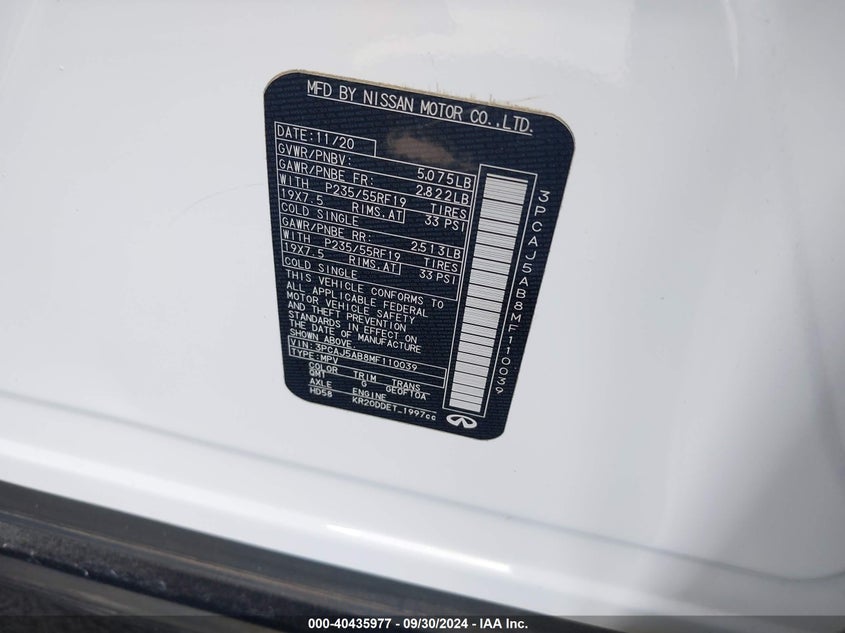 MFD BY NISSAN MOTOR CO.,LTD.
DATE:11/20
GVWR/PNBV: 5.075LB
GAWR/PNBE FR: 2.822LB
WITH P235/55RF19 TIRES
19X7.5 RIMS.AT 33 PSI
COLD SINGLE
GAWR/PNBE RR: 2.513LB
WITH P235/55RF19 TIRES
19X7.5 RIMS.AT 33 PSI
COLD SINGLE
THIS VEHICLE CONFORMS TO
ALL APPLICABLE FEDERAL
MOTOR VEHICLE SAFETY
AND THEFT PREVENTION
STANDARDS IN EFFECT ON
THE DATE OF MANUFACTURE
SHOWN ABOVE.
VIN: 3PCAJ5AB8MF110039
TYPE: MPV
COLOR TRIM TRANS
QM1 G GE0F10A
AXLE ENGINE
HD58 KR20DDET_1997cc
3PCAJ5AB8MF110039
000-40435977 - 09/30/2024 - IAA Inc.